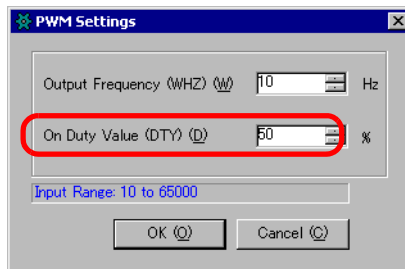 PWM Settings
Output Frequency (WHZ) (W) 10 Hz
On Duty Value (DTY) (D) 50 %
Input Range: 10 to 65000
OK (O) Cancel (C)